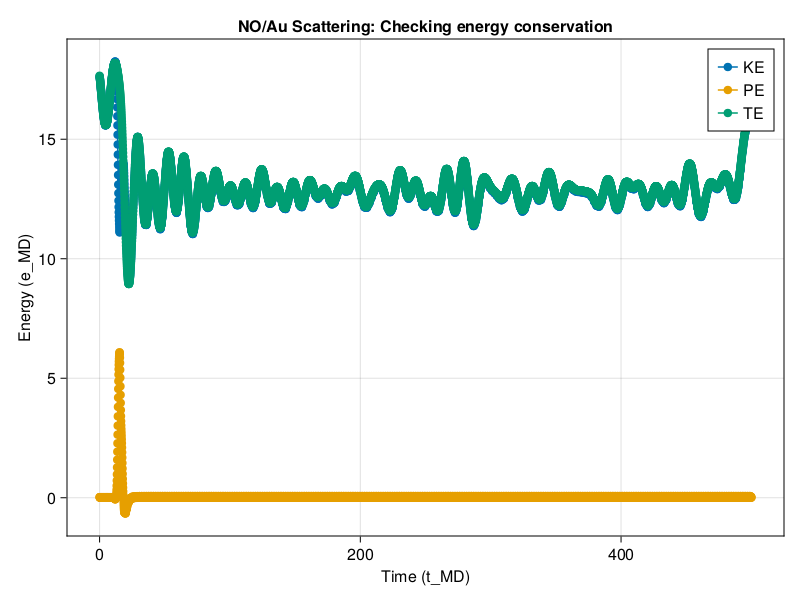 NO/Au Scattering: Checking energy conservation
KE
PE
TE
15
10
5
0
Energy (e_MD)
0 200 400
Time (t_MD)